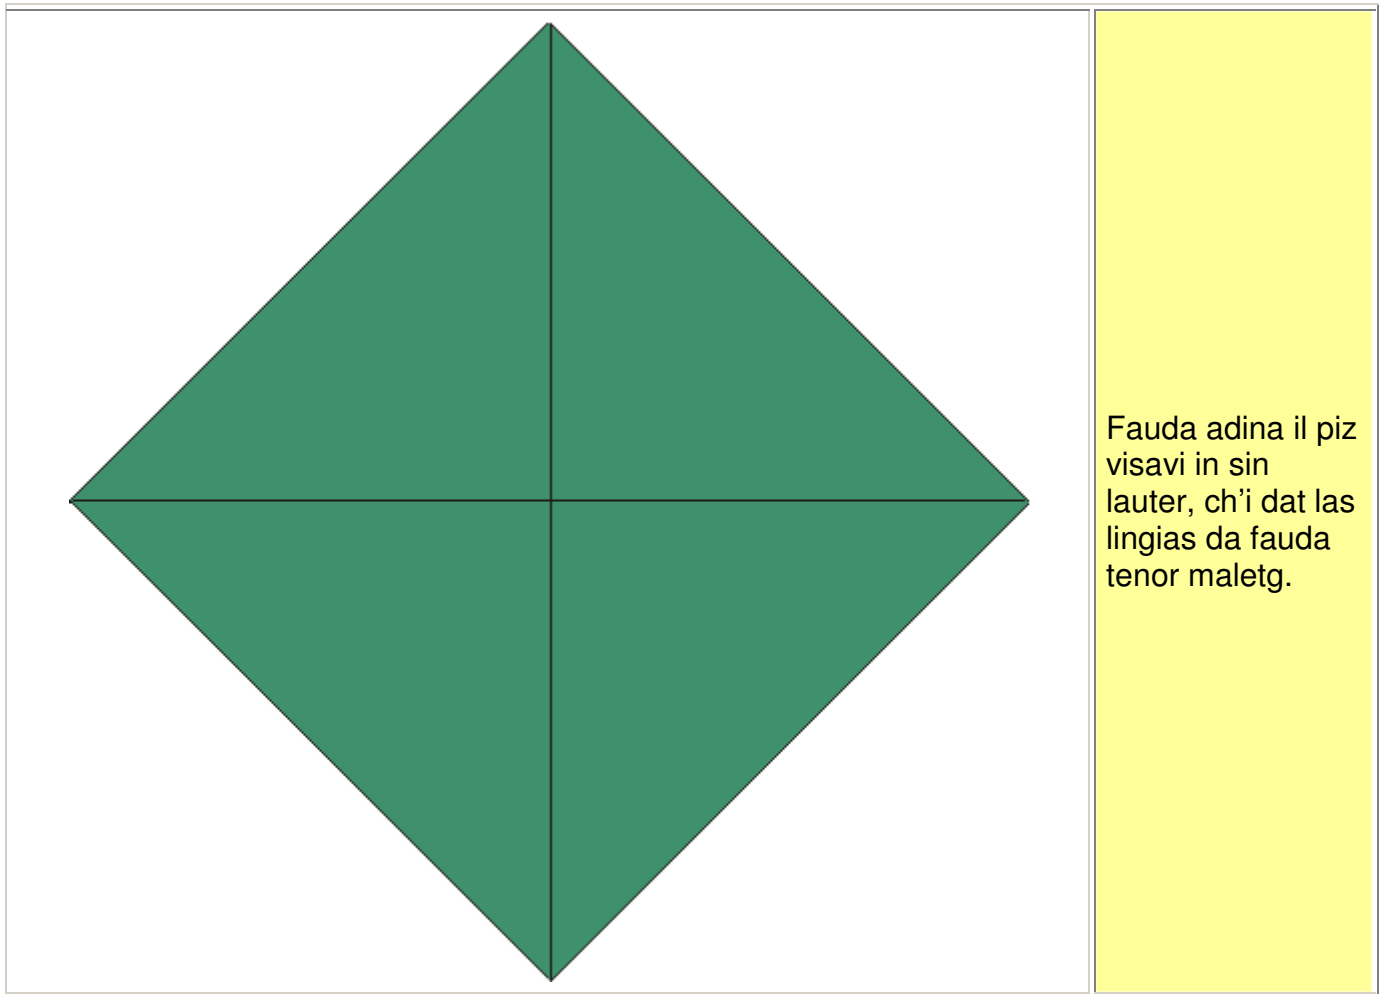 Fauda adina il piz
visavi in sin
lauter, ch’i dat las
lingias da fauda
tenor maletg.